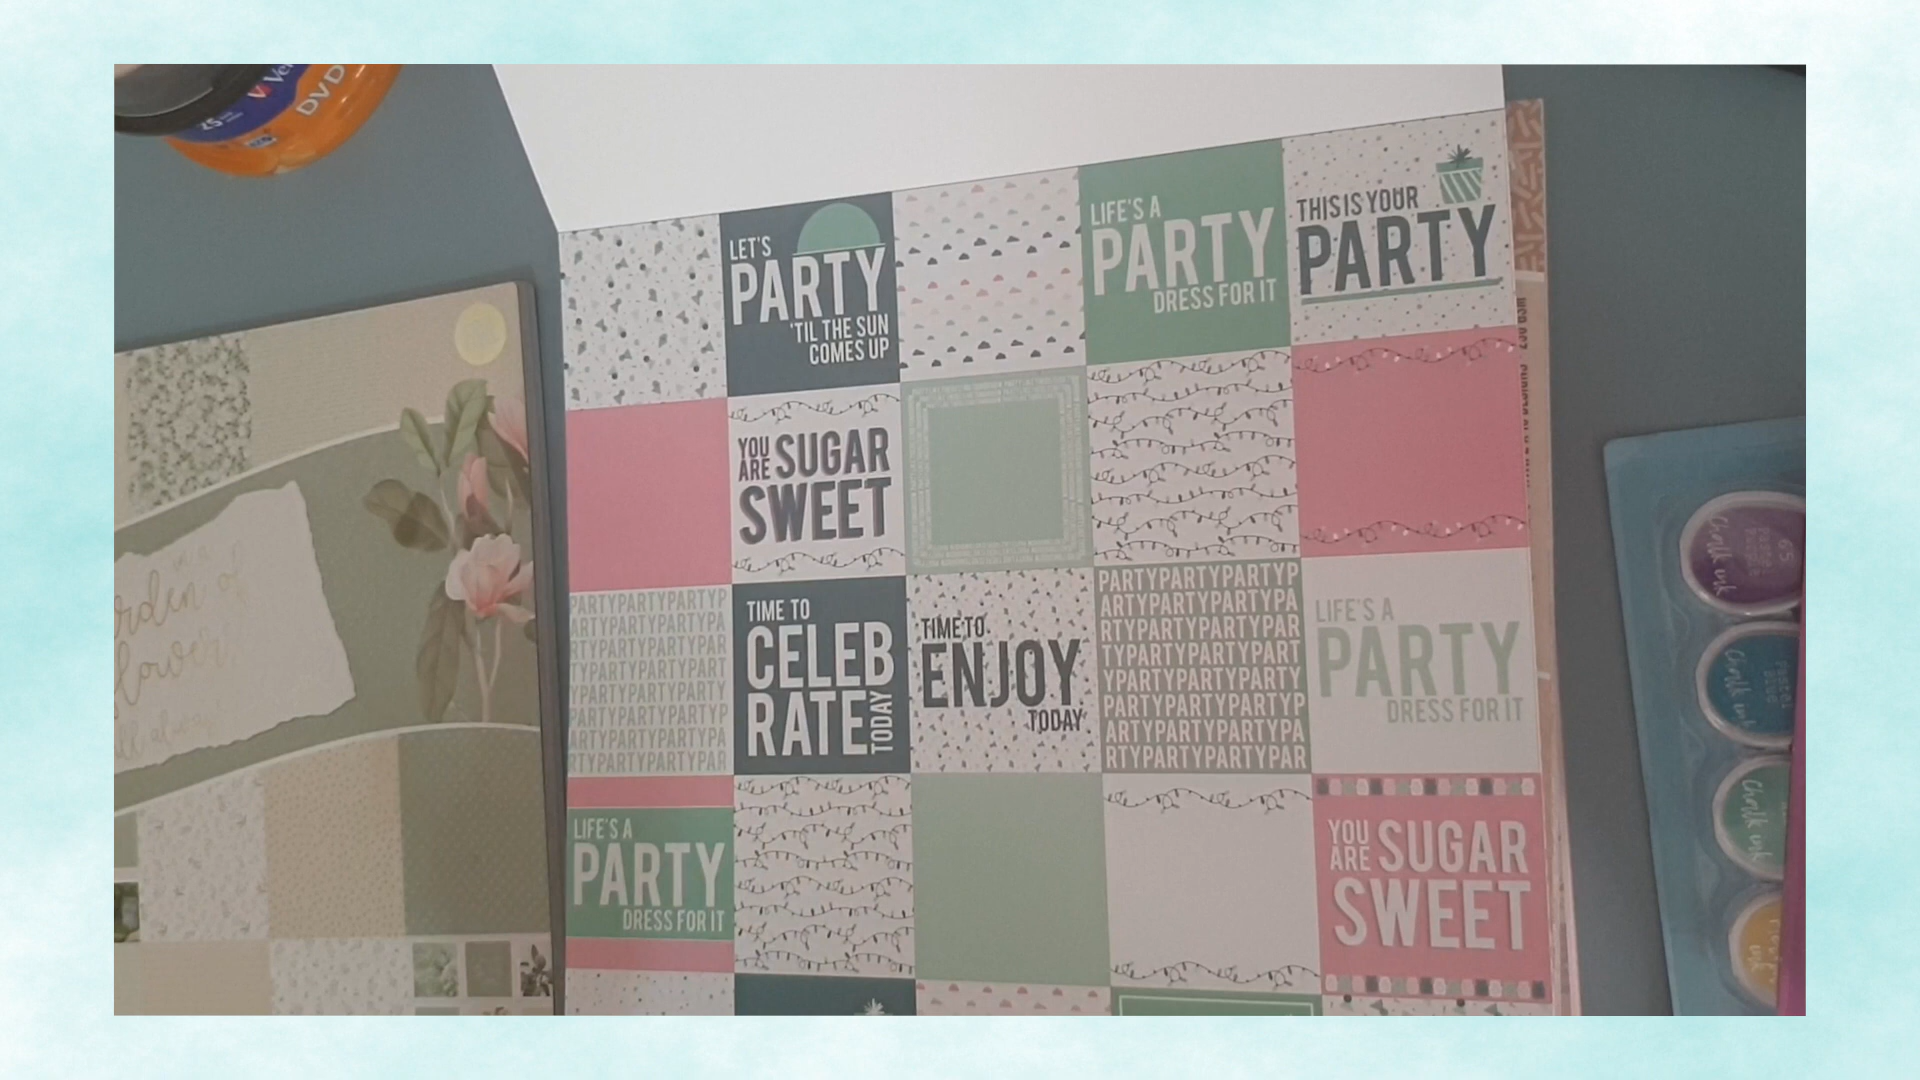 DVD
25
LET'S
PARTY
'TIL THE SUN
COMES UP
LIFE'S A
PARTY
DRESS FOR IT
THIS IS YOUR
PARTY
YOU
ARE SUGAR
SWEET
PARTYPARTYPARTYP
ARTYPARTYPARTYPA
RTYPARTYPARTYPAR
TYPARTYPARTYPART
YPARTYPARTYPARTY
PARTYPARTYPARTYP
ARTYPARTYPARTYPA
RTYPARTYPARTYPAR
TIME TO
CELEB
RATE
TODAY
TIME TO
ENJOY
TODAY
PARTYPARTYPARTYP
ARTYPARTYPARTYPA
RTYPARTYPARTYPAR
TYPARTYPARTYPART
YPARTYPARTYPARTY
PARTYPARTYPARTYP
ARTYPARTYPARTYPA
RTYPARTYPARTYPAR
LIFE'S A
PARTY
DRESS FOR IT
LIFE'S A
PARTY
DRESS FOR IT
YOU
ARE SUGAR
SWEET
65
Chalk ink
Chalk ink
Chalk ink